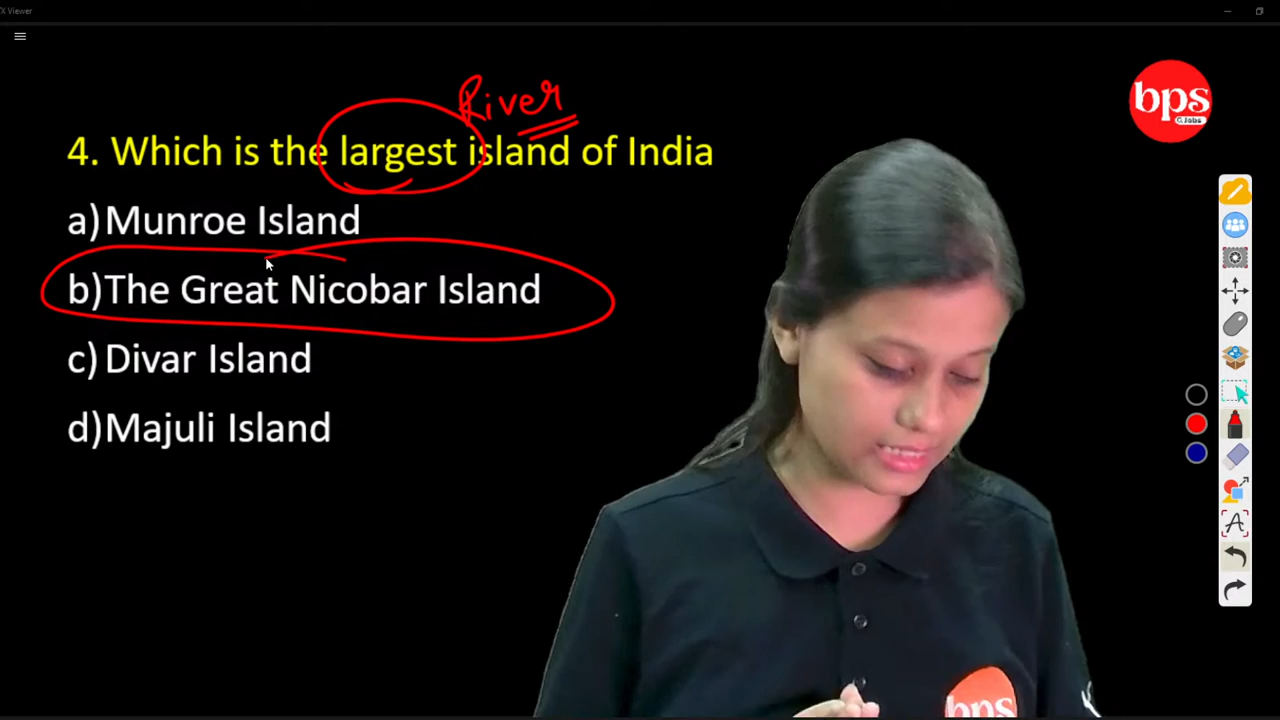 X Viewer
River
4. Which is the largest island of India
a) Munroe Island
b) The Great Nicobar Island
c) Divar Island
d) Majuli Island
bps
Jobs
A
bps